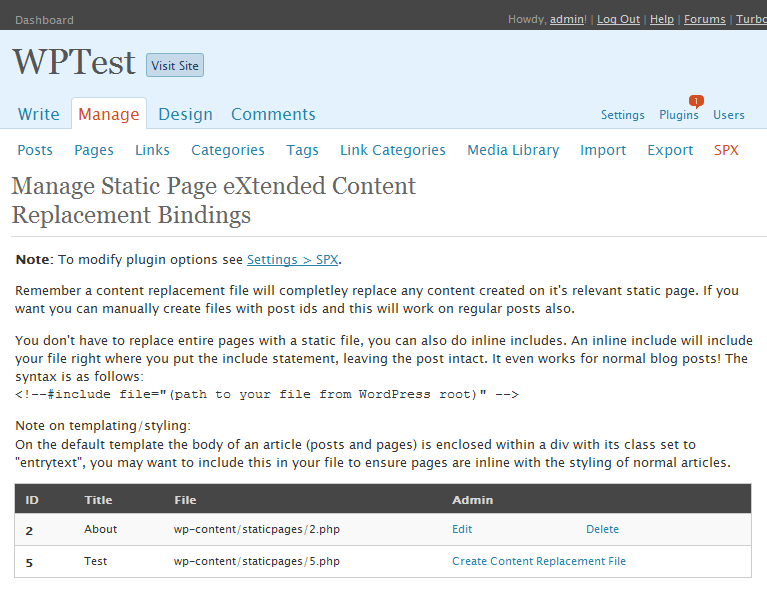 Dashboard
Howdy, admin! | Log Out | Help | Forums | Turbo
WPTest Visit Site
Write Manage Design Comments
1
Settings Plugins Users
Posts Pages Links Categories Tags Link Categories Media Library Import Export SPX
Manage Static Page eXtended Content
Replacement Bindings
Note: To modify plugin options see Settings > SPX.
Remember a content replacement file will completley replace any content created on it's relevant static page. If you
want you can manually create files with post ids and this will work on regular posts also.
You don't have to replace entire pages with a static file, you can also do inline includes. An inline include will include
your file right where you put the include statement, leaving the post intact. It even works for normal blog posts! The
syntax is as follows:
<!--#include file="(path to your file from WordPress root)" -->
Note on templating/styling:
On the default template the body of an article (posts and pages) is enclosed within a div with its class set to
"entrytext", you may want to include this in your file to ensure pages are inline with the styling of normal articles.
ID Title File Admin
2 About wp-content/staticpages/2.php Edit Delete
5 Test wp-content/staticpages/5.php Create Content Replacement File